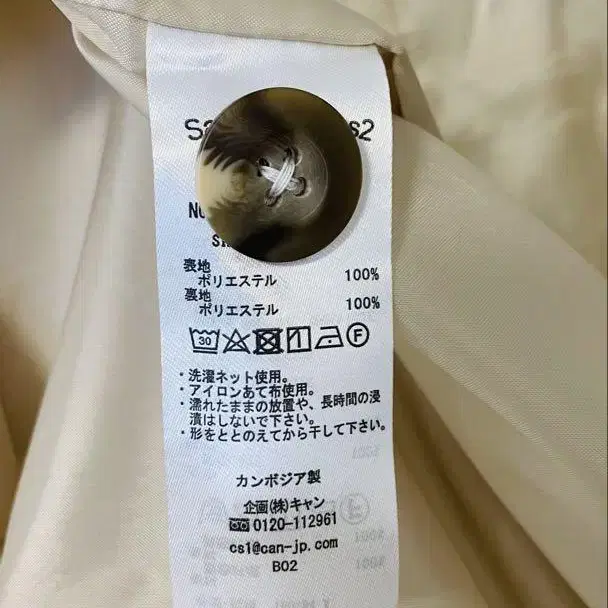 表地
ポリエステル 100%
裏地
ポリエステル 100%
30 F
・洗濯ネット使用。
・アイロンあて布使用。
・濡れたままの放置や、長時間の浸
漬はしないで下さい。
・形をととのえてから干して下さい。
カンボジア製
企画(株)キャン
0120-112961
cs1@can-jp.com
B02